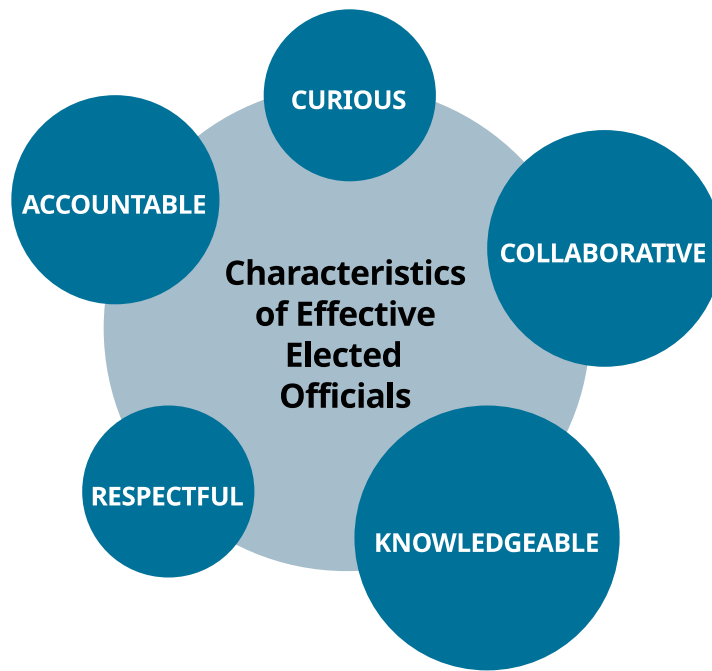 CURIOUS
ACCOUNTABLE
COLLABORATIVE
Characteristics
of Effective
Elected
Officials
RESPECTFUL
KNOWLEDGEABLE